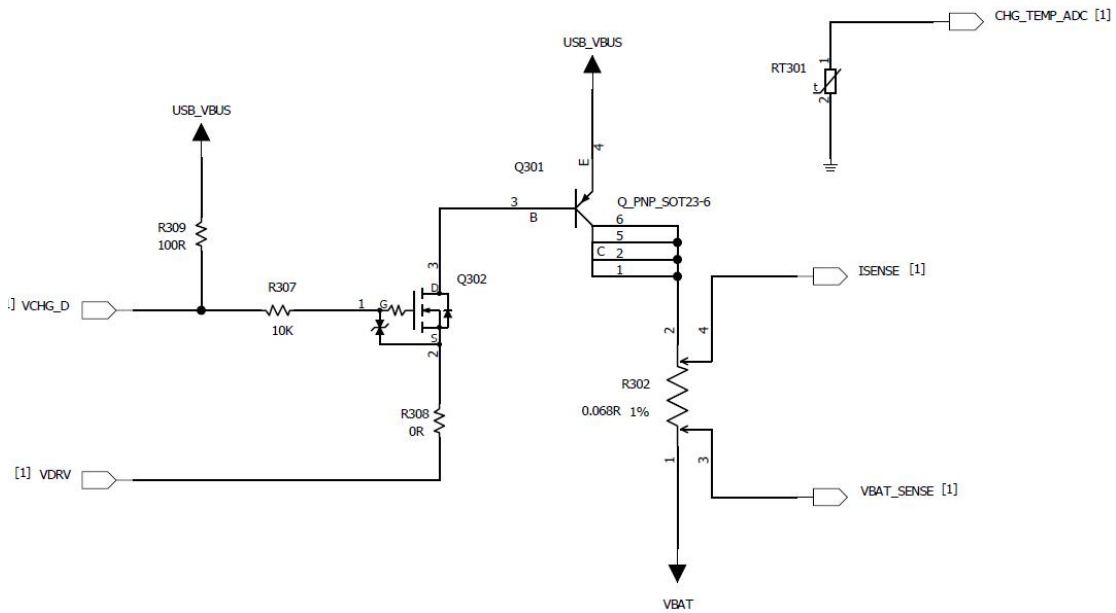 CHG_TEMP_ADC [1]
1
RT301
t
2
USB_VBUS
USB_VBUS
4
E
Q301
3
B
Q_PNP_SOT23-6
6
5
C 2
1
R309
100R
3
Q302
D
ISENSE [1]
] VCHG_D
R307
10K
1
G
S
2
2
4
R302
0.068R 1%
R308
0R
1
3
[1] VDRV
VBAT_SENSE [1]
VBAT